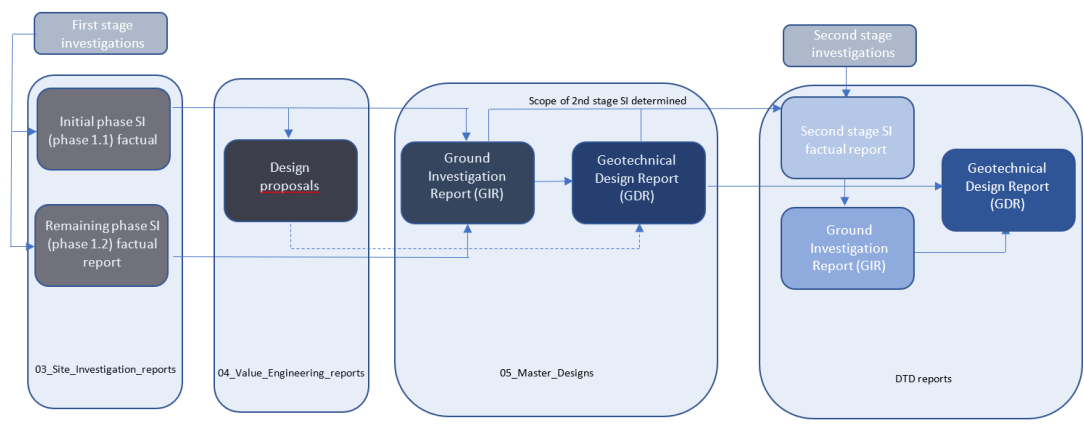 First stage
investigations
Second stage
investigations
Scope of 2nd stage SI determined
Initial phase SI
(phase 1.1) factual
Design
proposals
Ground
Investigation
Report (GIR)
Geotechnical
Design Report
(GDR)
Second stage SI
factual report
Geotechnical
Design Report
(GDR)
Remaining phase SI
(phase 1.2) factual
report
Ground
Investigation
Report (GIR)
03_Site_Investigation_reports
04_Value_Engineering_reports
05_Master_Designs
DTD reports